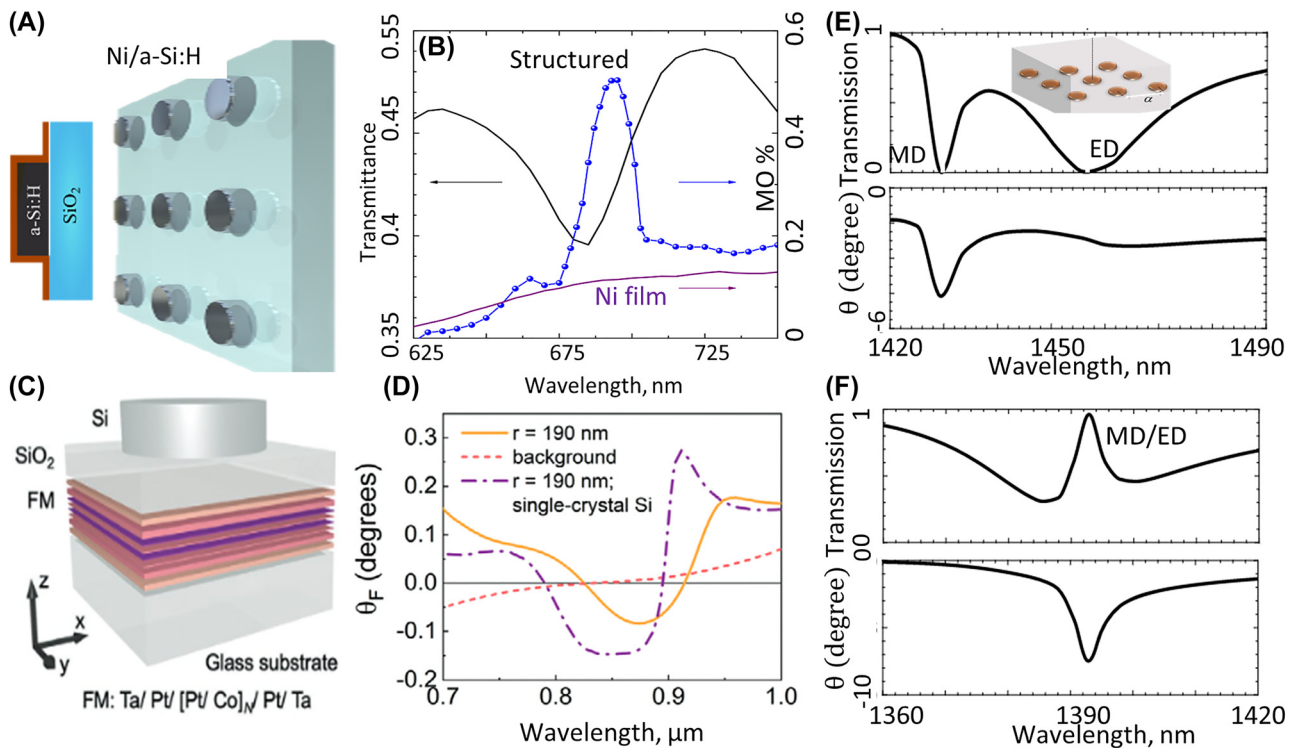 (A)
Ni/a-Si:H
a-Si:H
SiO2
(B)
Structured
Ni film
Transmittance
0.55
0.45
0.4
0.35
MO %
0.6
0.4
0.2
0
625
675
725
Wavelength, nm
(C)
Si
SiO2
FM
z
x
y
Glass substrate
FM: Ta/ Pt/ [Pt/ Co]N/ Pt/ Ta
(D)
r = 190 nm
background
r = 190 nm;
single-crystal Si
θF (degrees)
0.3
0.2
0.1
0.0
-0.1
-0.2
0.7
0.8
0.9
1.0
Wavelength, µm
(E)
Transmission
1
0
MD
ED
a
θ (degree)
0
-6
1420
1450
1490
Wavelength, nm
(F)
Transmission
1
00
MD/ED
θ (degree)
-10
1360
1390
1420
Wavelength, nm